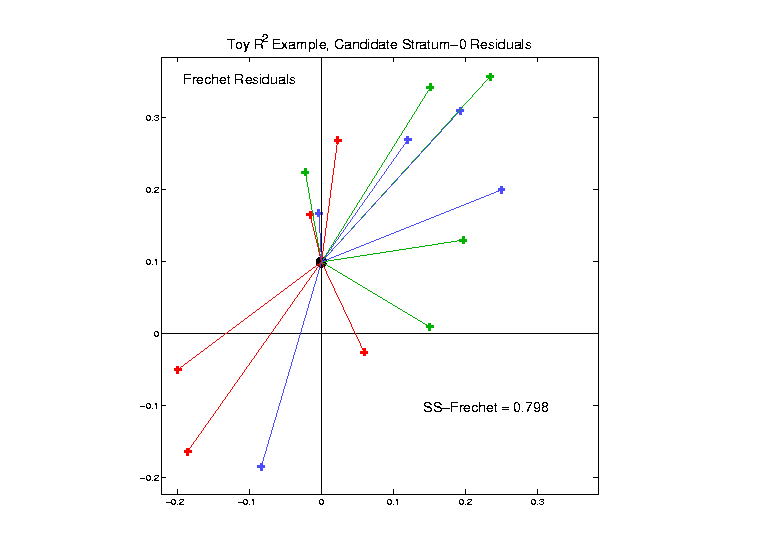 Toy R² Example, Candidate Stratum–0 Residuals
Frechet Residuals
0.3
0.2
0.1
0
SS–Frechet = 0.798
–0.1
–0.2
–0.2 –0.1 0 0.1 0.2 0.3